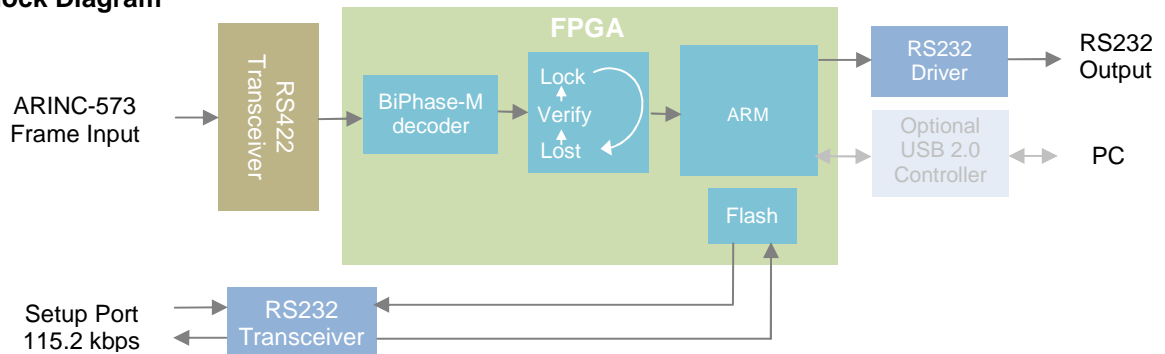 ock Diagram
FPGA
ARINC-573
Frame Input
RS422
Transceiver
BiPhase-M
decoder
Lock
Verify
Lost
ARM
RS232
Driver
RS232
Output
Optional
USB 2.0
Controller
PC
Flash
Setup Port
115.2 kbps
RS232
Transceiver